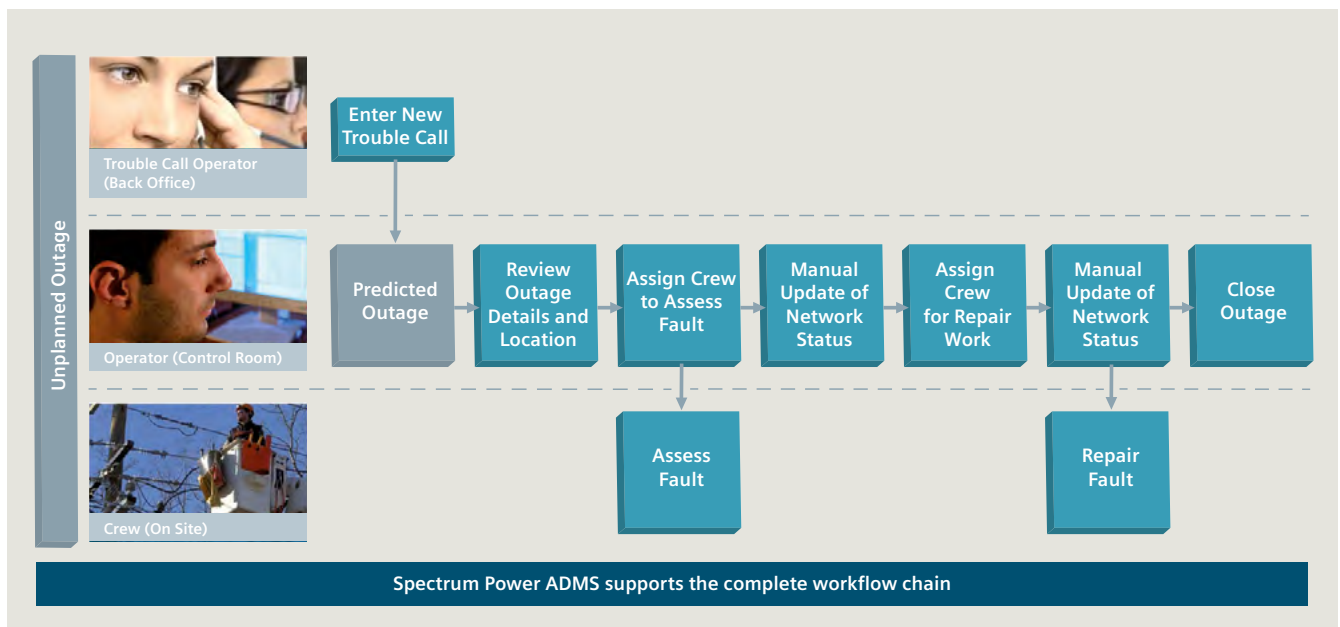 Unplanned Outage
Trouble Call Operator
(Back Office)
Enter New
Trouble Call
Operator (Control Room)
Predicted
Outage
Review
Outage
Details and
Location
Assign Crew
to Assess
Fault
Manual
Update of
Network
Status
Assign
Crew
for Repair
Work
Manual
Update of
Network
Status
Close
Outage
Crew (On Site)
Assess
Fault
Repair
Fault
Spectrum Power ADMS supports the complete workflow chain